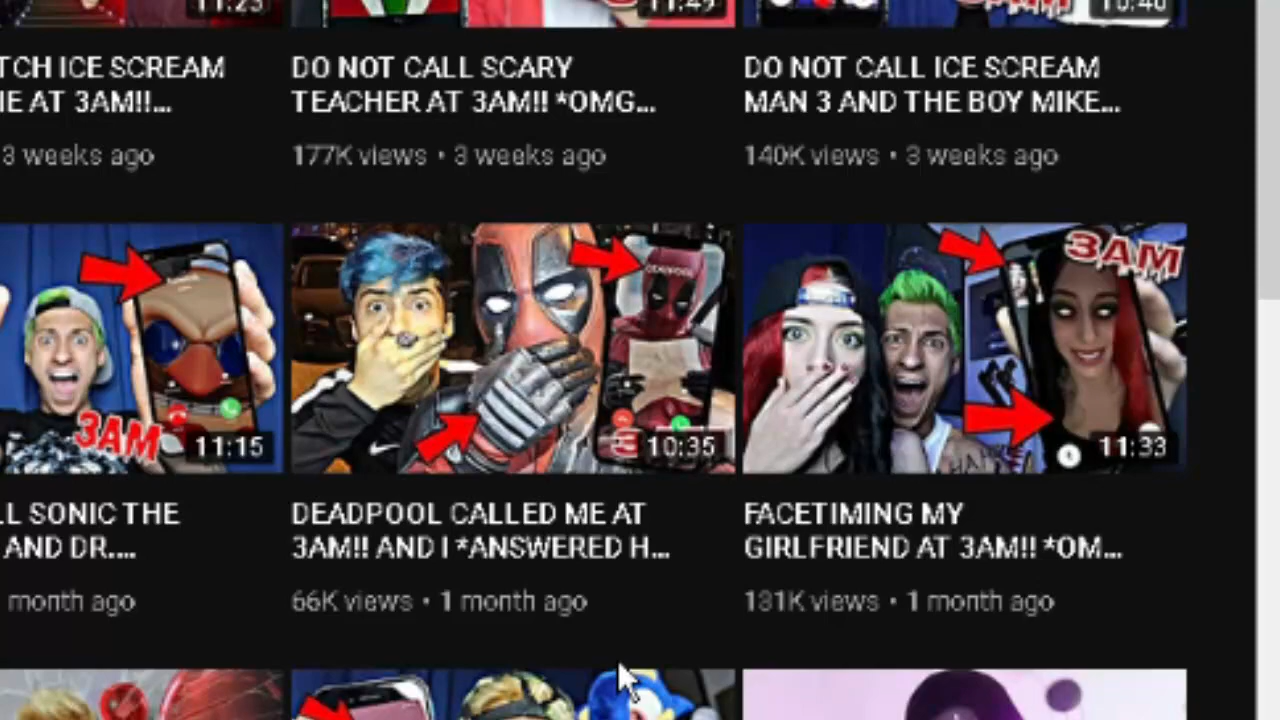 11:23
11:49
10:40
TCH ICE SCREAM
IE AT 3AM!!...
3 weeks ago
DO NOT CALL SCARY
TEACHER AT 3AM!! *OMG...
177K views • 3 weeks ago
DO NOT CALL ICE SCREAM
MAN 3 AND THE BOY MIKE...
140K views • 3 weeks ago
3AM
11:15
DEADPOOL
10:35
3AM
11:33
LL SONIC THE
AND DR....
month ago
DEADPOOL CALLED ME AT
3AM!! AND I *ANSWERED H...
66K views • 1 month ago
FACETIMING MY
GIRLFRIEND AT 3AM!! *OM...
131K views • 1 month ago